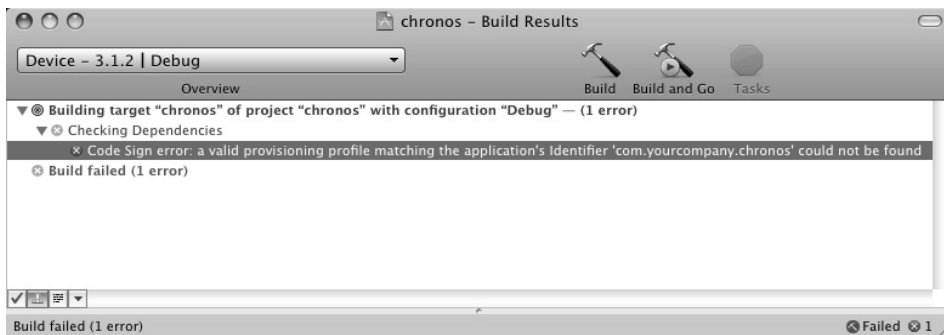 chronos – Build Results
Device – 3.1.2 | Debug
Overview
Build
Build and Go
Tasks
Building target “chronos” of project “chronos” with configuration “Debug” — (1 error)
Checking Dependencies
Code Sign error: a valid provisioning profile matching the application's Identifier 'com.yourcompany.chronos' could not be found
Build failed (1 error)
Build failed (1 error)
Failed
1